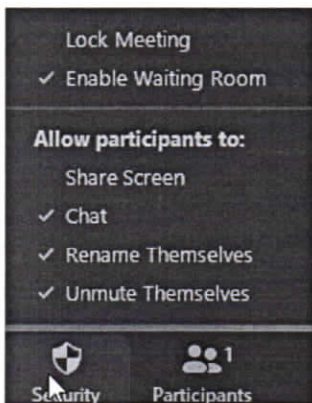 Lock Meeting
✓ Enable Waiting Room
Allow participants to:
Share Screen
✓ Chat
✓ Rename Themselves
✓ Unmute Themselves
1
Security Participants